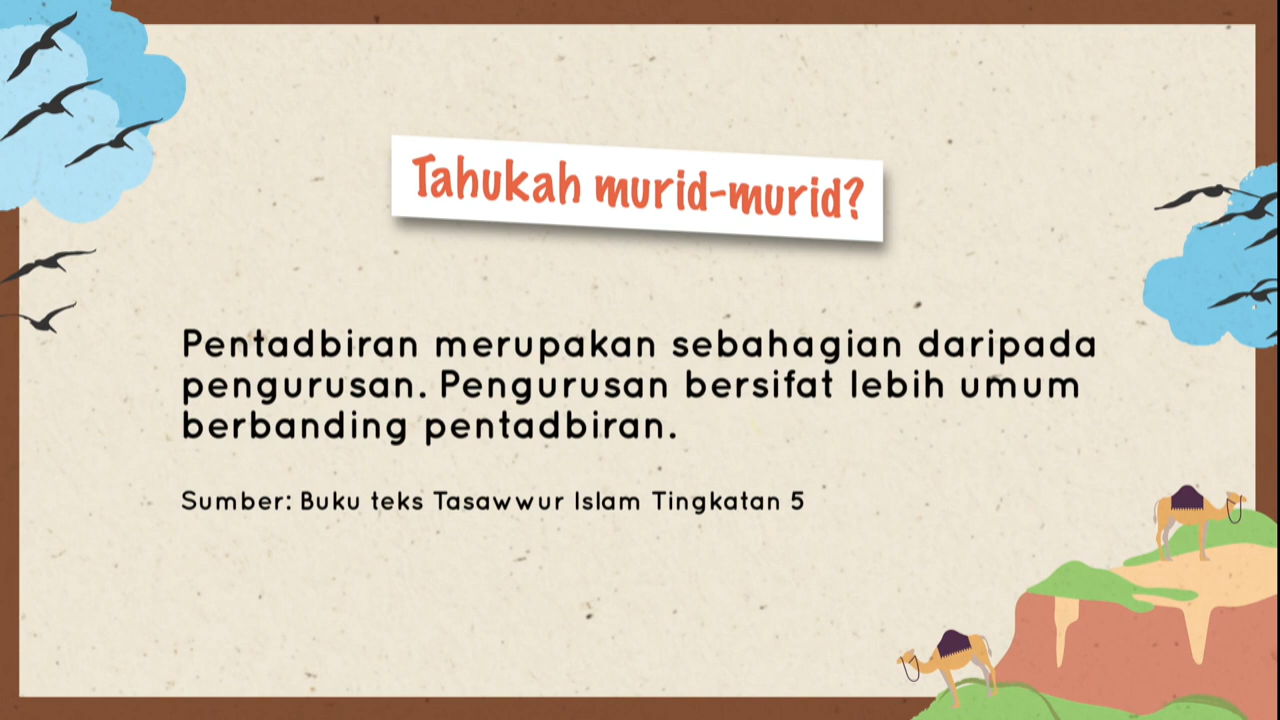 Tahukah murid-murid?
Pentadbiran merupakan sebahagian daripada
pengurusan. Pengurusan bersifat lebih umum
berbanding pentadbiran.
Sumber: Buku teks Tasawwur Islam Tingkatan 5